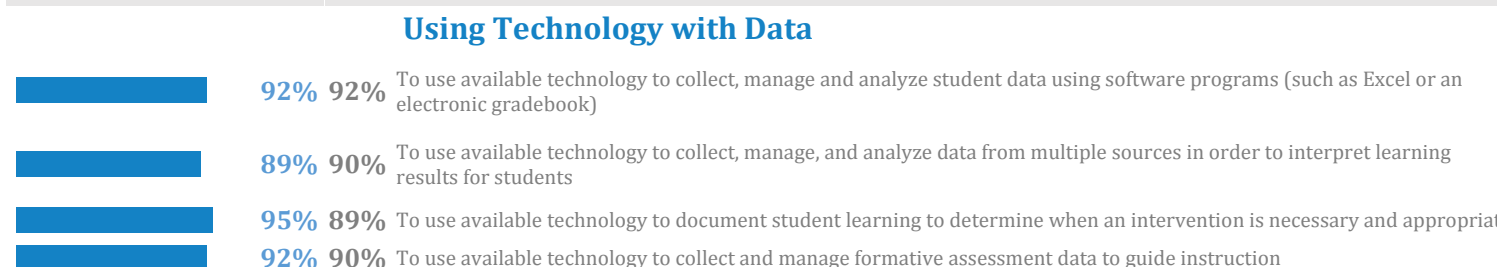 Using Technology with Data
92% 92% To use available technology to collect, manage and analyze student data using software programs (such as Excel or an
electronic gradebook)
89% 90% To use available technology to collect, manage, and analyze data from multiple sources in order to interpret learning
results for students
95% 89% To use available technology to document student learning to determine when an intervention is necessary and appropriat
92% 90% To use available technology to collect and manage formative assessment data to guide instruction